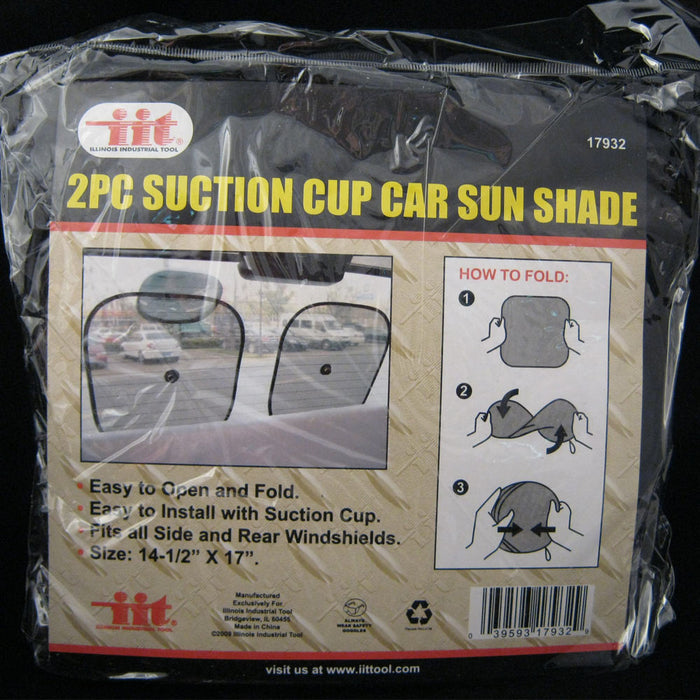 iit®
ILLINOIS INDUSTRIAL TOOL
17932
2PC SUCTION CUP CAR SUN SHADE
HOW TO FOLD:
1
2
3
• Easy to Open and Fold.
• Easy to Install with Suction Cup.
• Fits all Side and Rear Windshields.
• Size: 14-1/2” X 17”.
iit®
ILLINOIS INDUSTRIAL TOOL
Manufactured
Exclusively For
Illinois Industrial Tool
Bridgeview, IL 60455
Made in China
©2009 Illinois Industrial Tool
ALWAYS
WEAR SAFETY
GOGGLES
0 39593 17932 9
visit us at www.iittool.com